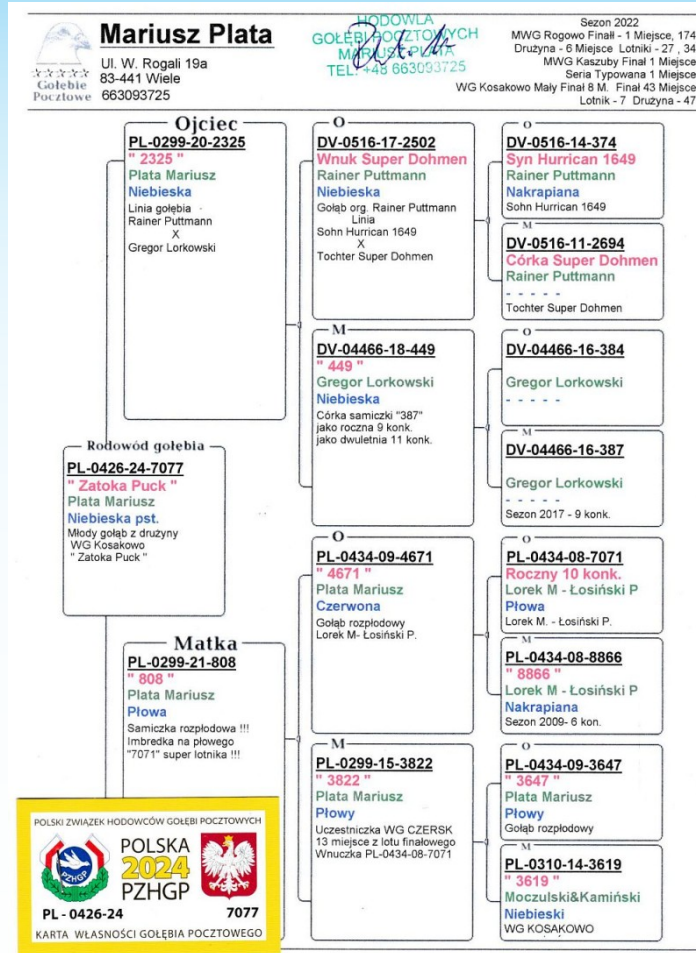 Mariusz Plata
Ul. W. Rogali 19a
83-441 Wiele
663093725
Gołebie
Pocztowe
HODOWLA
GOŁĘBI POCZTOWYCH
MARIUSZ PLATA
TEL. +48 663093725
Sezon 2022
MWG Rogowo Finałł - 1 Miejsce, 174
Drużyna - 6 Miejsce Lotniki - 27 , 34
MWG Kaszuby Finał 1 Miejsce
Seria Typowana 1 Miejsce
WG Kosakowo Mały Finał 8 M. Finał 43 Miejsce
Lotnik - 7 Drużyna - 47
Ojciec
PL-0299-20-2325
" 2325 "
Plata Mariusz
Niebieska
Linia gołębia
Rainer Puttmann
X
Gregor Lorkowski
O
DV-0516-17-2502
Wnuk Super Dohmen
Rainer Puttmann
Niebieska
Gołąb org. Rainer Puttmann
Linia
Sohn Hurrican 1649
X
Tochter Super Dohmen
O
DV-0516-14-374
Syn Hurrican 1649
Rainer Puttmann
Nakrapiana
Sohn Hurrican 1649
M
DV-0516-11-2694
Córka Super Dohmen
Rainer Puttmann
- - - - -
Tochter Super Dohmen
M
DV-04466-18-449
" 449 "
Gregor Lorkowski
Niebieska
Córka samiczki "387"
jako roczna 9 konk.
jako dwuletnia 11 konk.
O
DV-04466-16-384
Gregor Lorkowski
- - - - -
M
DV-04466-16-387
Gregor Lorkowski
- - - - -
Sezon 2017 - 9 konk.
Rodowód gołebia
PL-0426-24-7077
" Zatoka Puck "
Plata Mariusz
Niebieska pst.
Młody gołąb z drużyny
WG Kosakowo
" Zatoka Puck "
Matka
PL-0299-21-808
" 808 "
Plata Mariusz
Płowa
Samiczka rozpłodowa !!!
Imbredka na płowego
"7071" super lotnika !!!
O
PL-0434-09-4671
" 4671 "
Plata Mariusz
Czerwona
Gołąb rozpłodowy
Lorek M- Łosiński P.
O
PL-0434-08-7071
Roczny 10 konk.
Lorek M - Łosiński P
Płowa
Lorek M. - Łosiński P.
M
PL-0434-08-8866
" 8866 "
Lorek M - Łosiński P
Nakrapiana
Sezon 2009- 6 kon.
M
PL-0299-15-3822
" 3822 "
Plata Mariusz
Płowy
Uczestniczka WG CZERSK
13 miejsce z lotu finałowego
Wnuczka PL-0434-08-7071
O
PL-0434-09-3647
" 3647 "
Plata Mariusz
Płowy
Gołąb rozpłodowy
M
PL-0310-14-3619
" 3619 "
Moczulski&Kamiński
Niebieski
WG KOSAKOWO
POLSKI ZWIĄZEK HODOWCÓW GOŁĘBI POCZTOWYCH
PZHGP
POLSKA
2024
PZHGP
PL - 0426-24 7077
KARTA WŁASNOŚCI GOŁĘBIA POCZTOWEGO